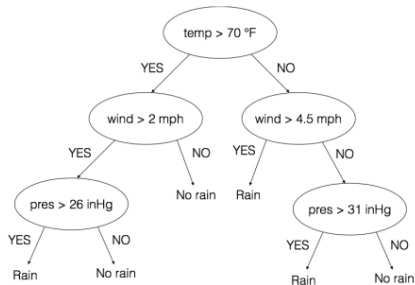 temp > 70 ºF
YES
NO
wind > 2 mph
wind > 4.5 mph
YES
NO
YES
NO
pres > 26 inHg
No rain
Rain
pres > 31 inHg
YES
NO
YES
NO
Rain
No rain
Rain
No rain